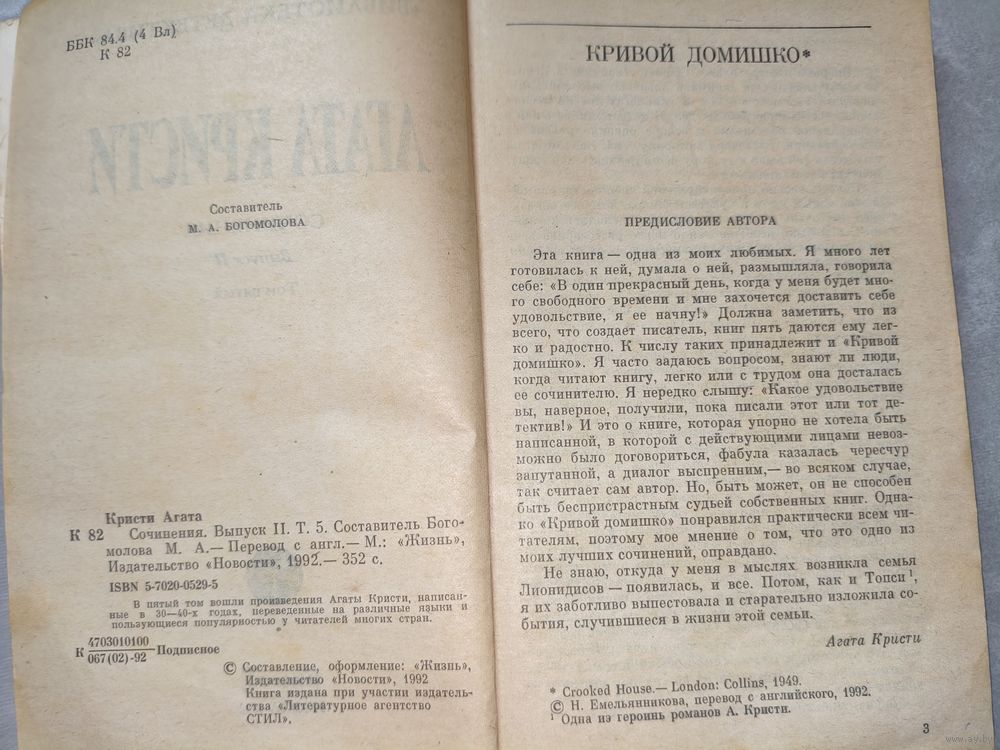 ББК 84.4 (4 Вл)
К 82
АГАТА КРИСТИ
Составитель
М. А. БОГОМОЛОВА
Выпуск II
Том пятый
Кристи Агата
К 82 Сочинения. Выпуск II. Т. 5. Составитель Бого-
молова М. А.— Перевод с англ.— М.: «Жизнь»,
Издательство «Новости», 1992.— 352 с.
ISBN 5-7020-0529-5
В пятый том вошли произведения Агаты Кристи, написан-
ные в 30—40-х годах, переведенные на различные языки и
пользующиеся популярностью у читателей многих стран.
К 4703010100
067(02)-92 Подписное
© Составление, оформление: «Жизнь»,
Издательство «Новости», 1992
Книга издана при участии издатель-
ства «Литературное агентство
СТИЛ».
КРИВОЙ ДОМИШКО*
ПРЕДИСЛОВИЕ АВТОРА
Эта книга — одна из моих любимых. Я много лет
готовилась к ней, думала о ней, размышляла, говорила
себе: «В один прекрасный день, когда у меня будет мно-
го свободного времени и мне захочется доставить себе
удовольствие, я ее начну!» Должна заметить, что из
всего, что создает писатель, книг пять даются ему лег-
ко и радостно. К числу таких принадлежит и «Кривой
домишко». Я часто задаюсь вопросом, знают ли люди,
когда читают книгу, легко или с трудом она досталась
ее сочинителю. Я нередко слышу: «Какое удовольствие
вы, наверное, получили, пока писали этот или тот де-
тектив!» И это о книге, которая упорно не хотела быть
написанной, в которой с действующими лицами невоз-
можно было договориться, фабула казалась чересчур
запутанной, а диалог выспренним,— во всяком случае,
так считает сам автор. Но, быть может, он не способен
быть беспристрастным судьей собственных книг. Одна-
ко «Кривой домишко» понравился практически всем чи-
тателям, поэтому мое мнение о том, что это одно из
моих лучших сочинений, оправдано.
Не знаю, откуда у меня в мыслях возникла семья
Лионидисов — появилась, и все. Потом, как и Топси¹,
я их заботливо выпестовала и старательно изложила со-
бытия, случившиеся в жизни этой семьи.
Агата Кристи
* Crooked House.— London: Collins, 1949.
© Н. Емельянникова, перевод с английского, 1992.
¹ Одна из героинь романов А. Кристи.
3
www.ay.by